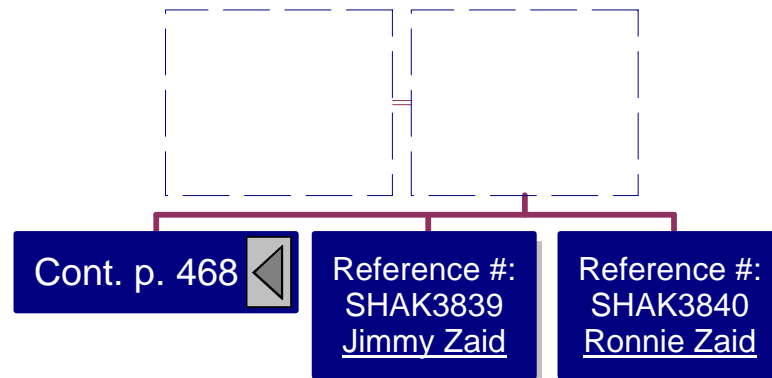 Cont. p. 468
Reference #:
SHAK3839
Jimmy Zaid
Reference #:
SHAK3840
Ronnie Zaid